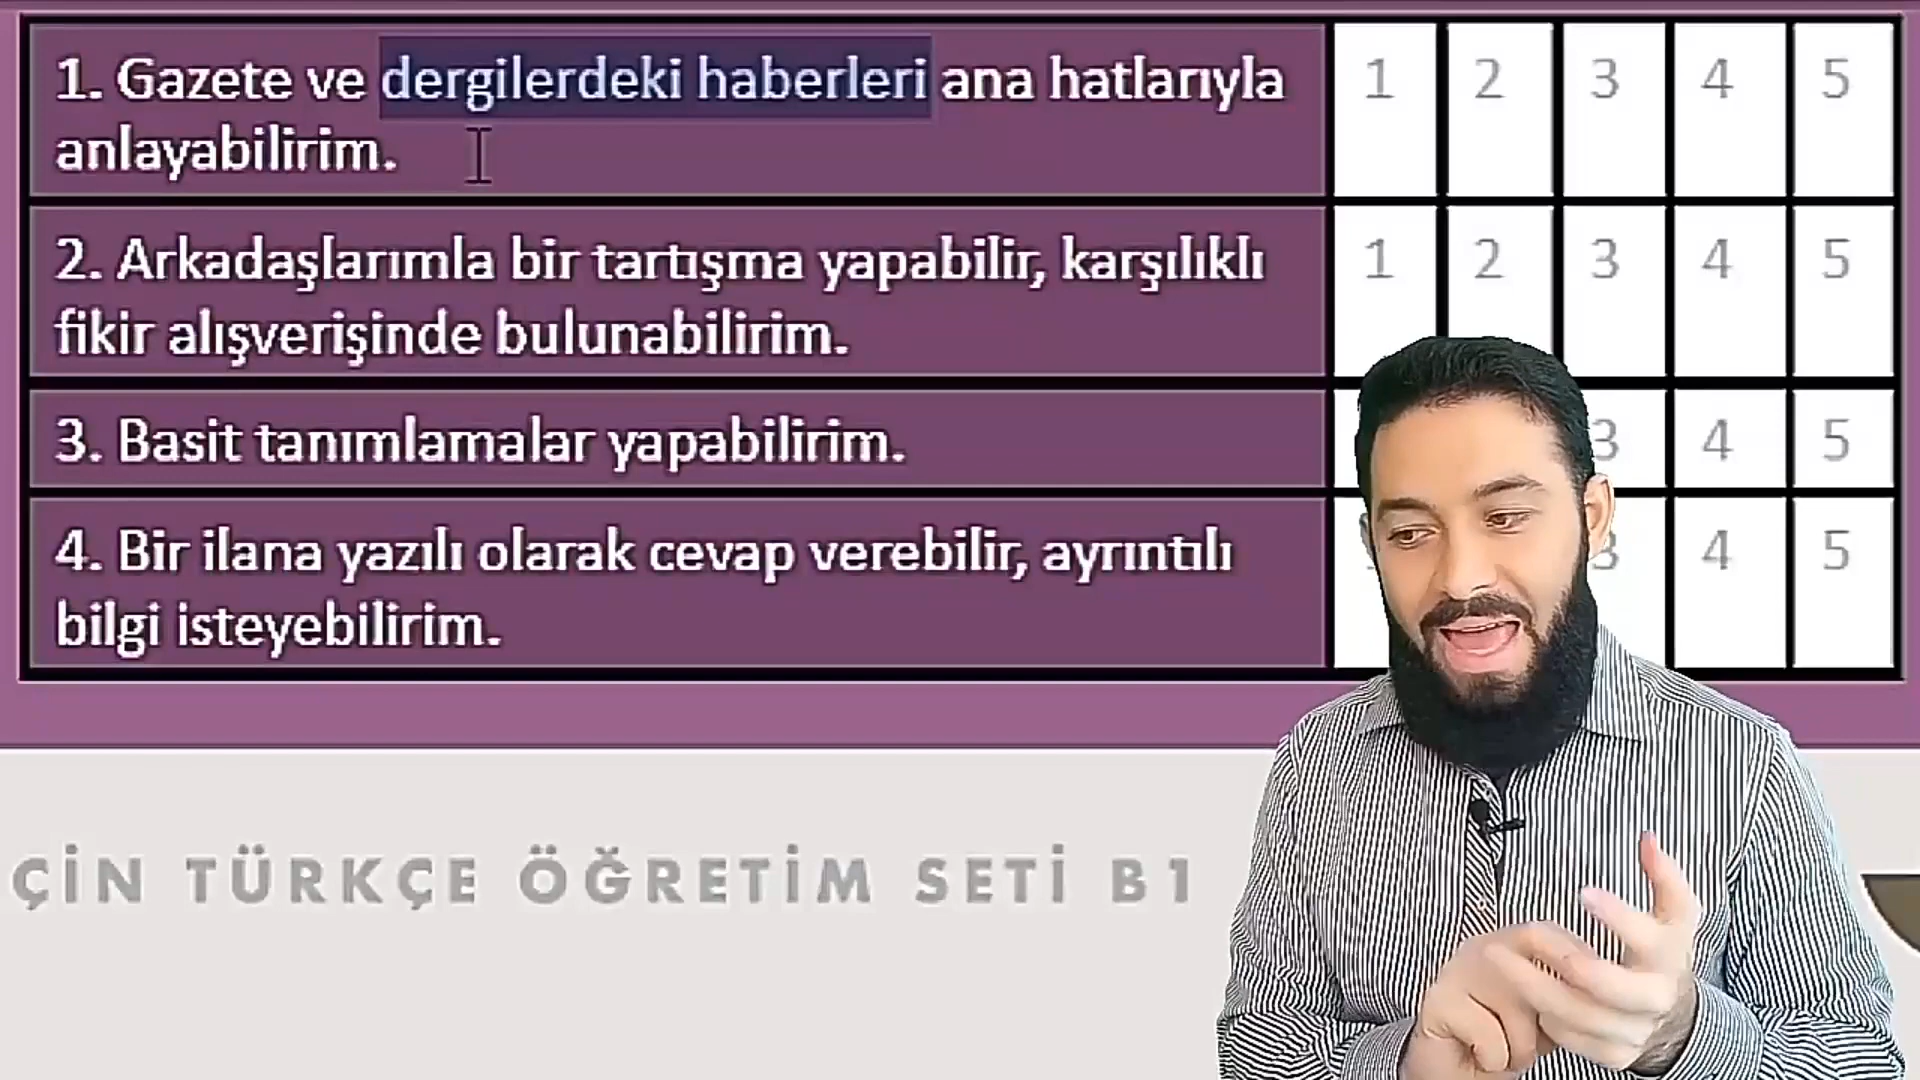 1. Gazete ve dergilerdeki haberleri ana hatlarıyla 1 2 3 4 5
anlayabilirim.
2. Arkadaşlarımla bir tartışma yapabilir, karşılıklı 1 2 3 4 5
fikir alışverişinde bulunabilirim.
3. Basit tanımlamalar yapabilirim. 3 4 5
4. Bir ilana yazılı olarak cevap verebilir, ayrıntılı 3 4 5
bilgi isteyebilirim.
ÇİN TÜRKÇE ÖĞRETİM SETİ B1